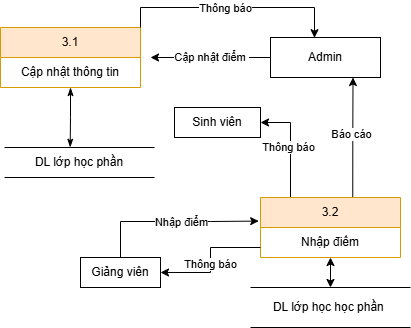 Thông báo
3.1
Cập nhật thông tin
Cập nhật điểm
Admin
Sinh viên
Báo cáo
Thông báo
DL lớp học phần
3.2
Nhập điểm
Nhập điểm
Thông báo
Giảng viên
DL lớp học học phần